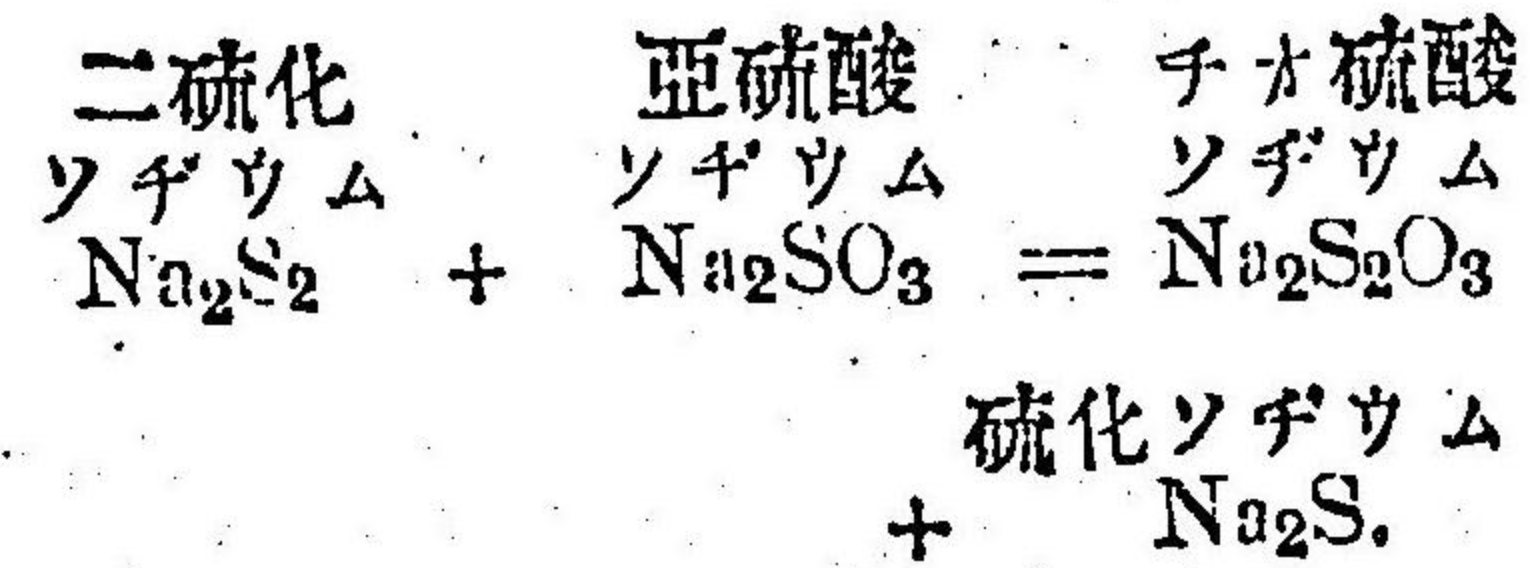 二硫化 亞硫酸 チオ硫酸
ソヂウム ソヂウム ソヂウム
Na₂S₂ + Na₂SO₃ = Na₂S₂O₃
硫化ソヂウム
+ Na₂S.